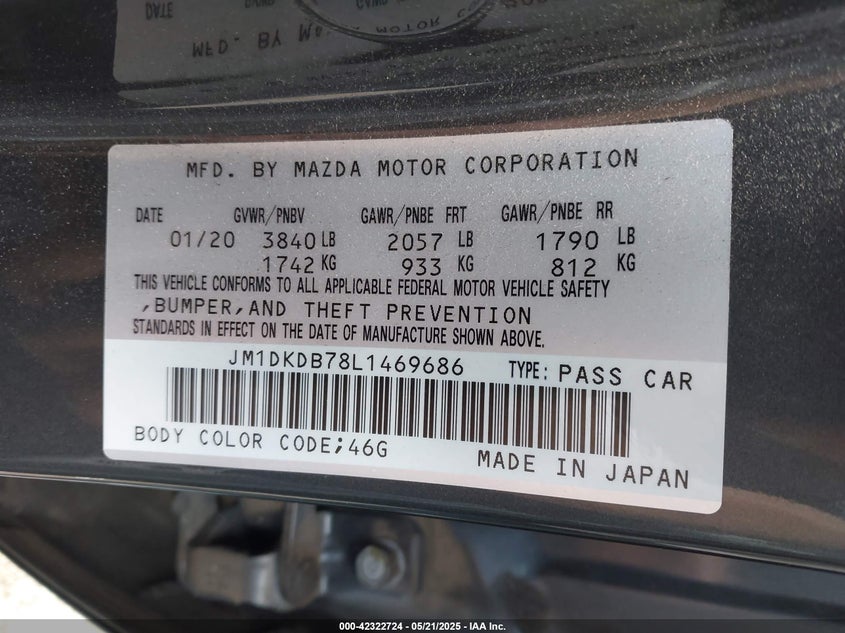 MFD. BY MAZDA MOTOR CORPORATION
DATE GVWR/PNBV GAWR/PNBE FRT GAWR/PNBE RR
01/20 3840 LB 2057 LB 1790 LB
1742 KG 933 KG 812 KG
THIS VEHICLE CONFORMS TO ALL APPLICABLE FEDERAL MOTOR VEHICLE SAFETY
,BUMPER,AND THEFT PREVENTION
STANDARDS IN EFFECT ON THE DATE OF MANUFACTURE SHOWN ABOVE.
JM1DKDB78L1469686 TYPE: PASS CAR
BODY COLOR CODE;46G
MADE IN JAPAN
000-42322724 - 05/21/2025 - IAA Inc.